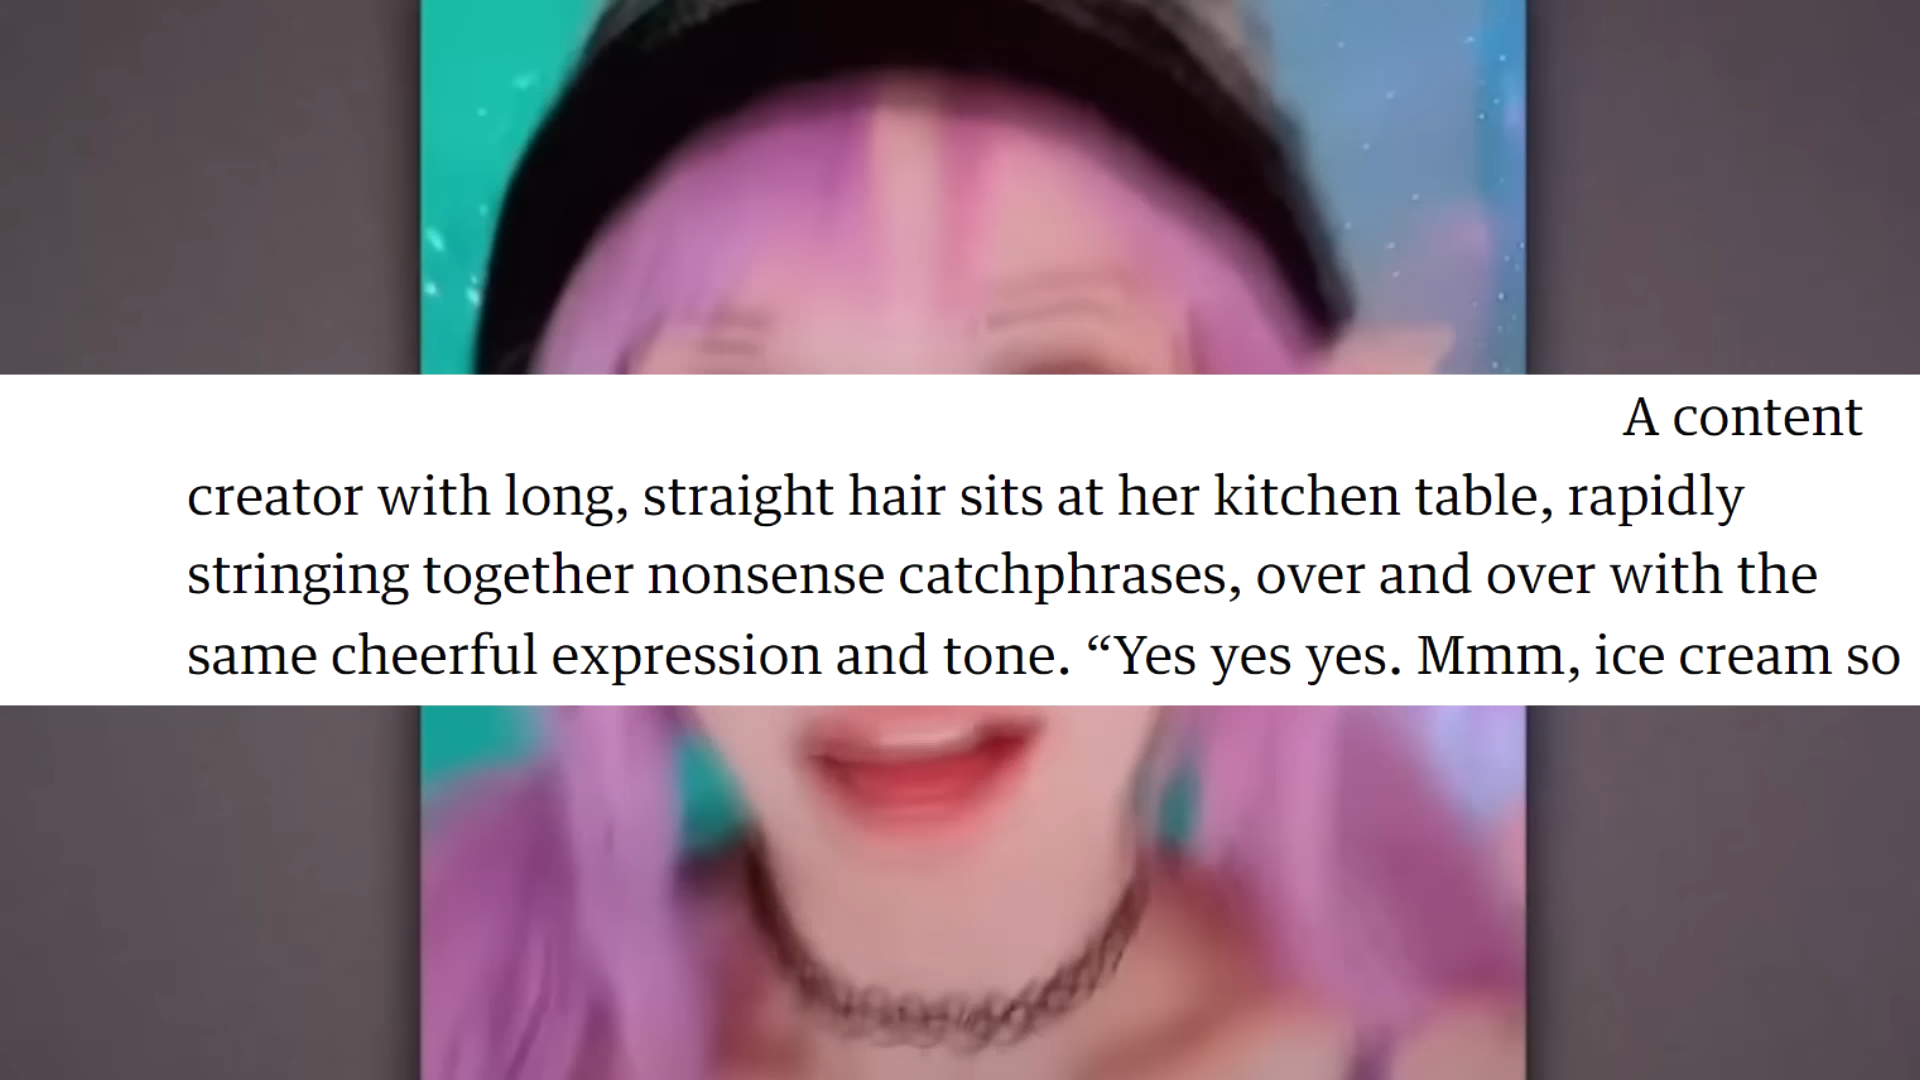 A content
creator with long, straight hair sits at her kitchen table, rapidly
stringing together nonsense catchphrases, over and over with the
same cheerful expression and tone. “Yes yes yes. Mmm, ice cream so